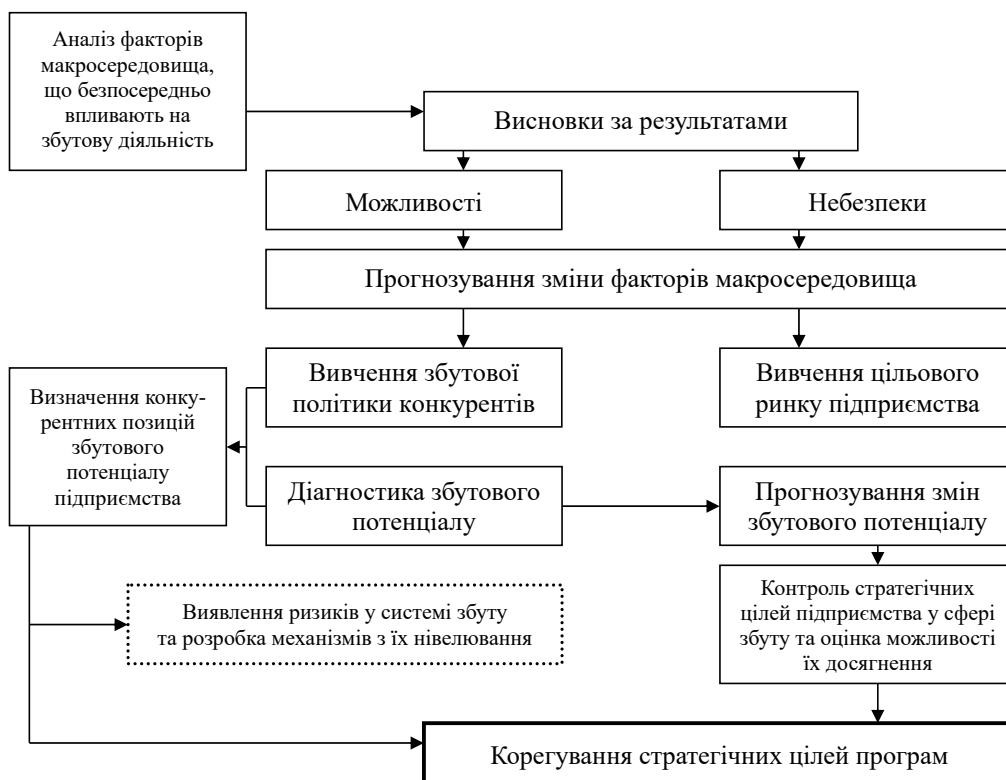 Аналіз факторів
макросередовища,
що безпосередньо
впливають на
збутову діяльність
Висновки за результатами
Можливості
Небезпеки
Прогнозування зміни факторів макросередовища
Вивчення збутової
політики конкурентів
Вивчення цільового
ринку підприємства
Визначення конку-
рентних позицій
збутового
потенціалу
підприємства
Діагностика збутового
потенціалу
Прогнозування змін
збутового потенціалу
Виявлення ризиків у системі збуту
та розробка механізмів з їх нівелювання
Контроль стратегічних
цілей підприємства у сфері
збуту та оцінка можливості
їх досягнення
Корегування стратегічних цілей програм